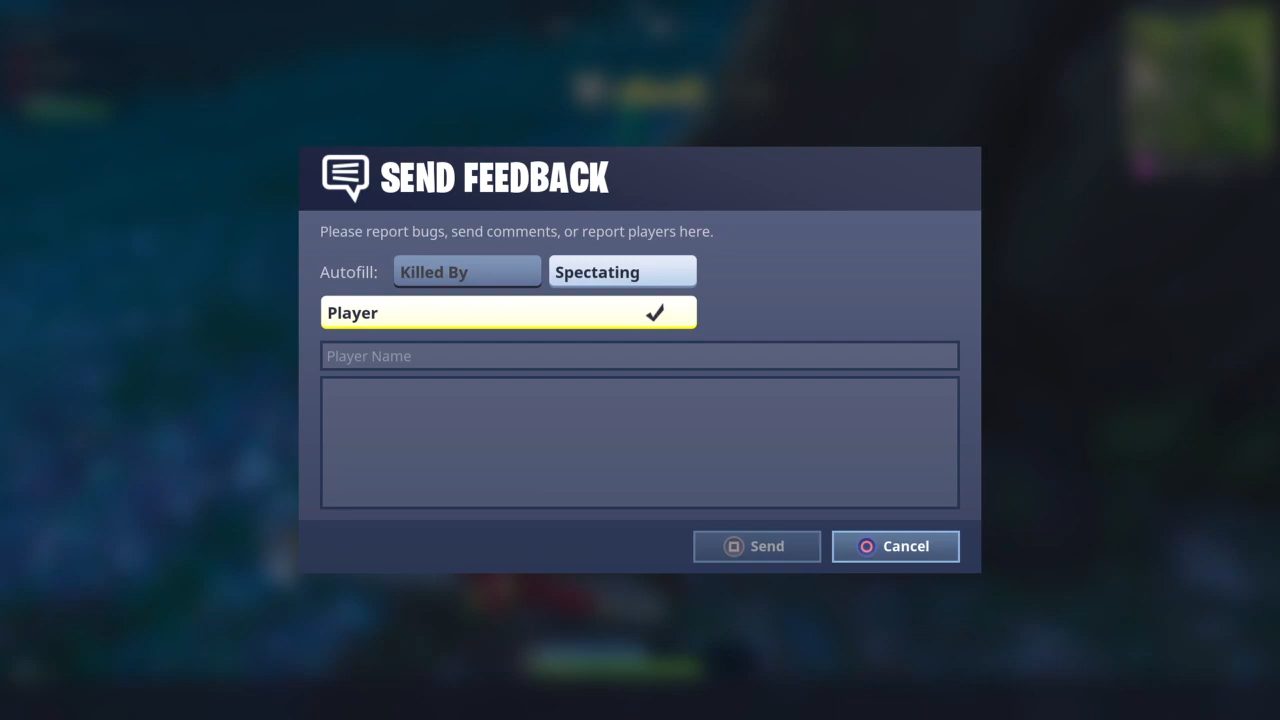 SEND FEEDBACK
Please report bugs, send comments, or report players here.
Autofill: Killed By Spectating
Player
Player Name
Send Cancel